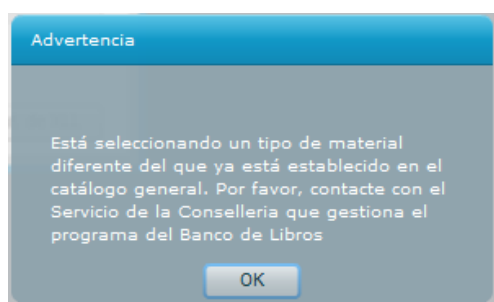 Advertencia
Está seleccionando un tipo de material
diferente del que ya está establecido en el
catálogo general. Por favor, contacte con el
Servicio de la Conselleria que gestiona el
programa del Banco de Libros
OK